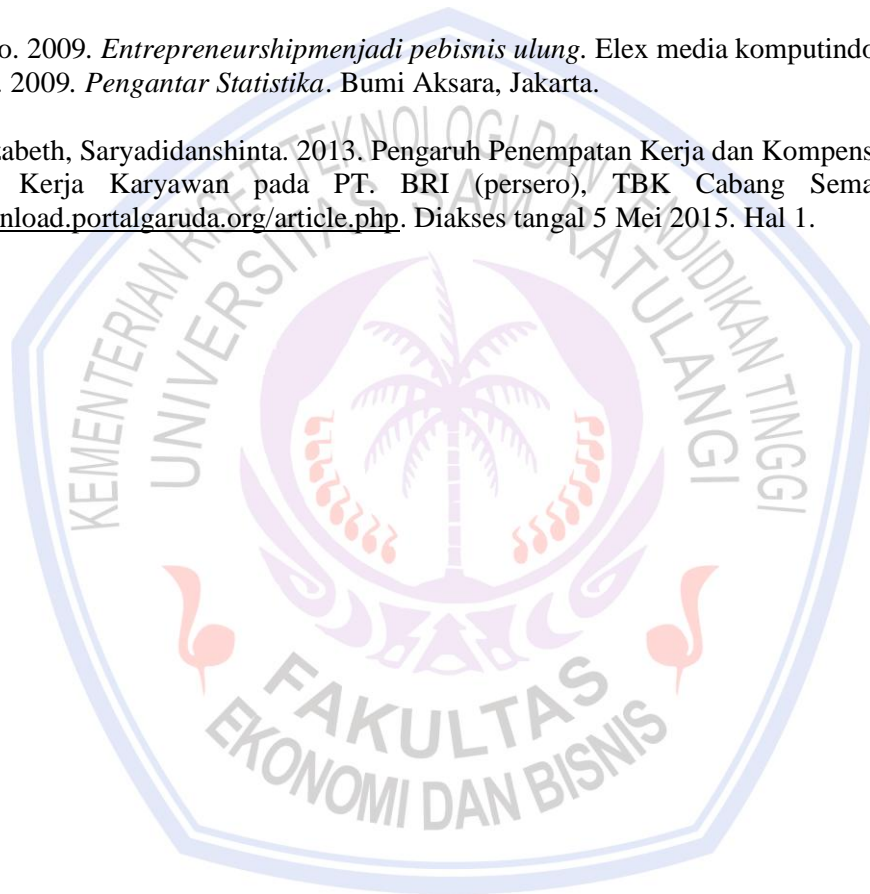 o. 2009. Entrepreneurshipmenjadi pebisnis ulung. Elex media komputindo
. 2009. Pengantar Statistika. Bumi Aksara, Jakarta.
zabeth, Saryadidanshinta. 2013. Pengaruh Penempatan Kerja dan Kompens
Kerja Karyawan pada PT. BRI (persero), TBK Cabang Sema
nload.portalgaruda.org/article.php. Diakses tangal 5 Mei 2015. Hal 1.
KEMENTERIAN RISET TEKNOLOGI DAN PENDIDIKAN TINGGI
UNIVERSITAS SAM RATULANGI
FAKULTAS
EKONOMI DAN BISNIS